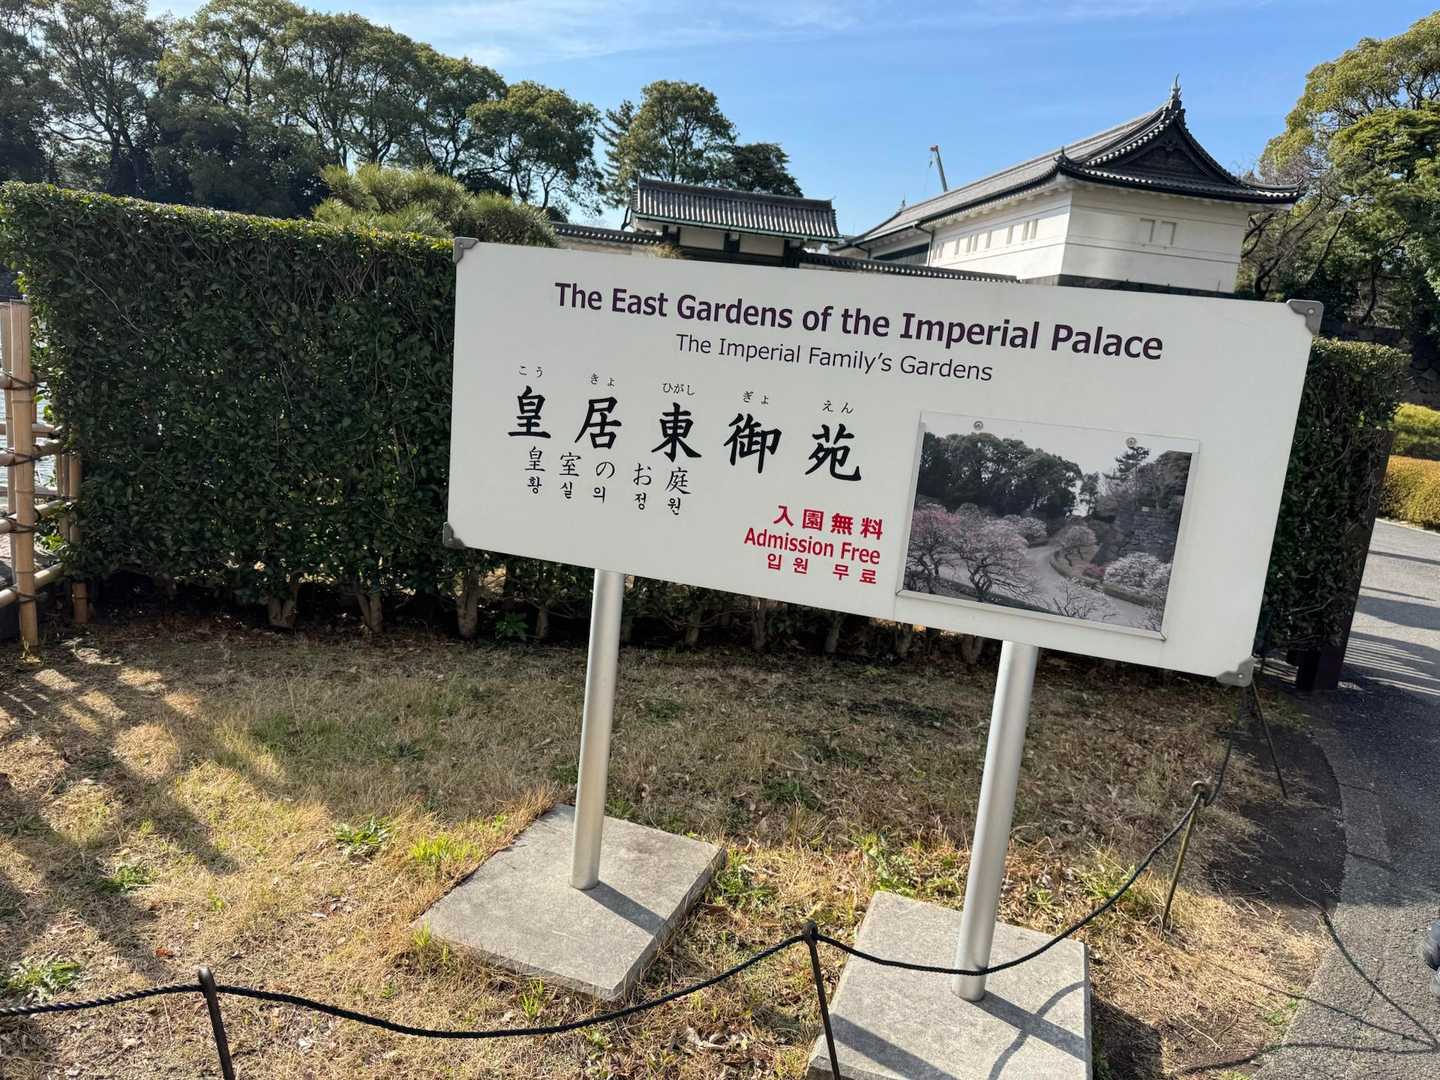 The East Gardens of the Imperial Palace
The Imperial Family's Gardens
こう きょ ひがし ぎょ えん
皇居東御苑
皇室のお庭
황실의 정원
入園無料
Admission Free
입원 무료